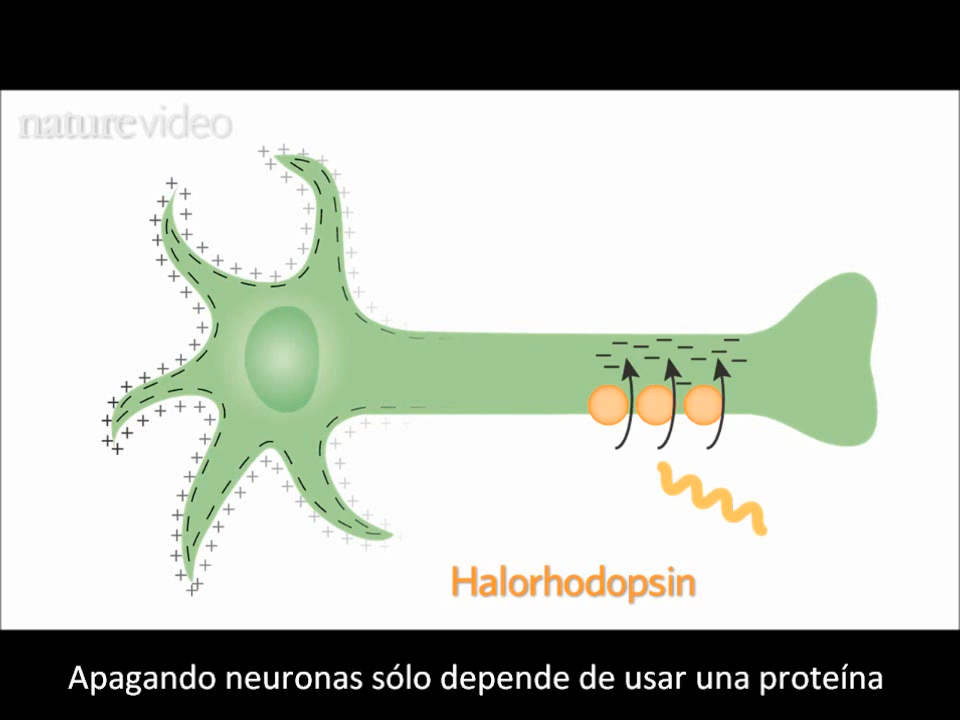 naturevideo
Halorhodopsin
Apagando neuronas sólo depende de usar una proteína